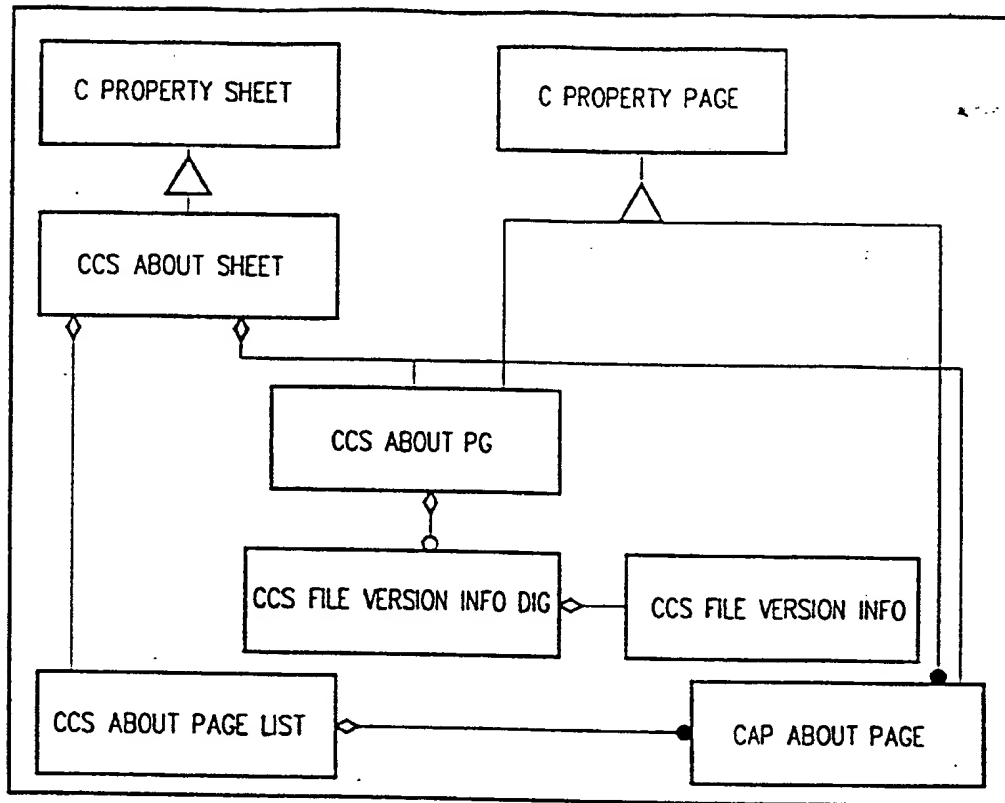 C PROPERTY SHEET
C PROPERTY PAGE
CCS ABOUT SHEET
CCS ABOUT PG
CCS FILE VERSION INFO DIG
CCS FILE VERSION INFO
CCS ABOUT PAGE LIST
CAP ABOUT PAGE